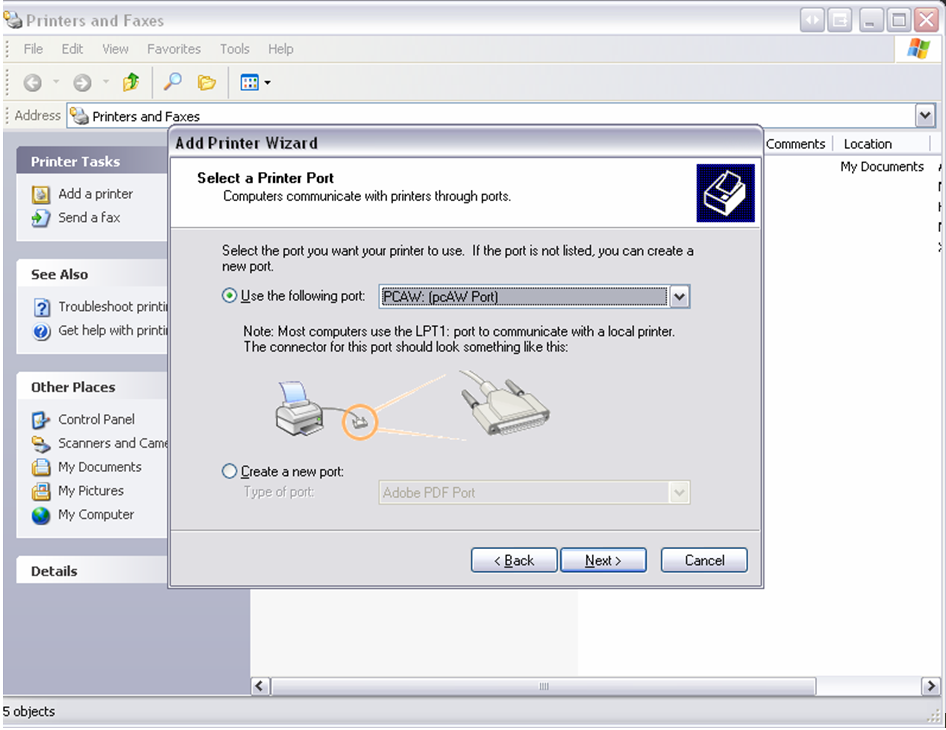 Printers and Faxes
File Edit View Favorites Tools Help
Address Printers and Faxes
Comments Location
My Documents
Printer Tasks
Add a printer
Send a fax
See Also
Troubleshoot printi
Get help with printi
Other Places
Control Panel
Scanners and Came
My Documents
My Pictures
My Computer
Details
Add Printer Wizard
Select a Printer Port
Computers communicate with printers through ports.
Select the port you want your printer to use. If the port is not listed, you can create a
new port.
Use the following port: PCAW: (pcAW Port)
Note: Most computers use the LPT1: port to communicate with a local printer.
The connector for this port should look something like this:
Create a new port:
Type of port: Adobe PDF Port
< Back Next > Cancel
5 objects